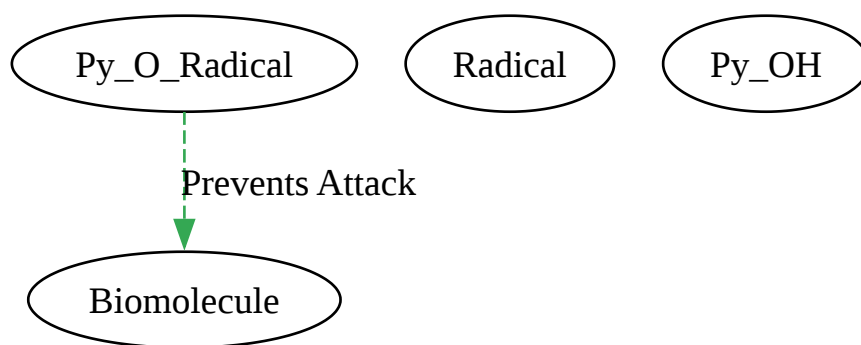 Py_O_Radical
Radical
Py_OH
Prevents Attack
Biomolecule